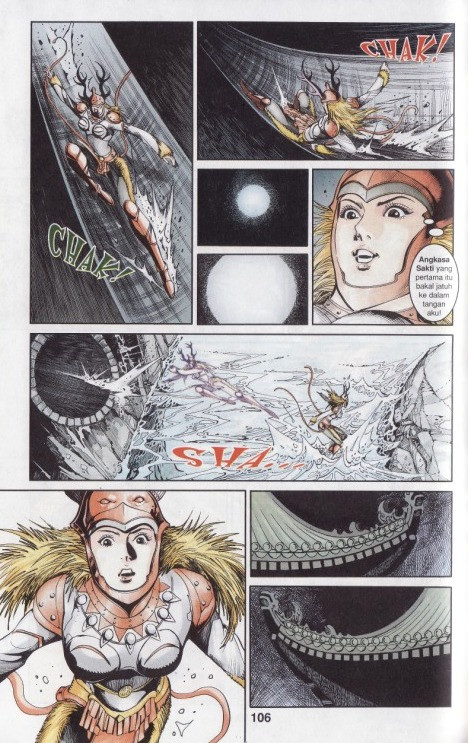 CHAK!
CHAK!
Angkasa
Sakti yang
pertama itu
bakal jatuh
ke dalam
tangan
aku!
SHA...
106